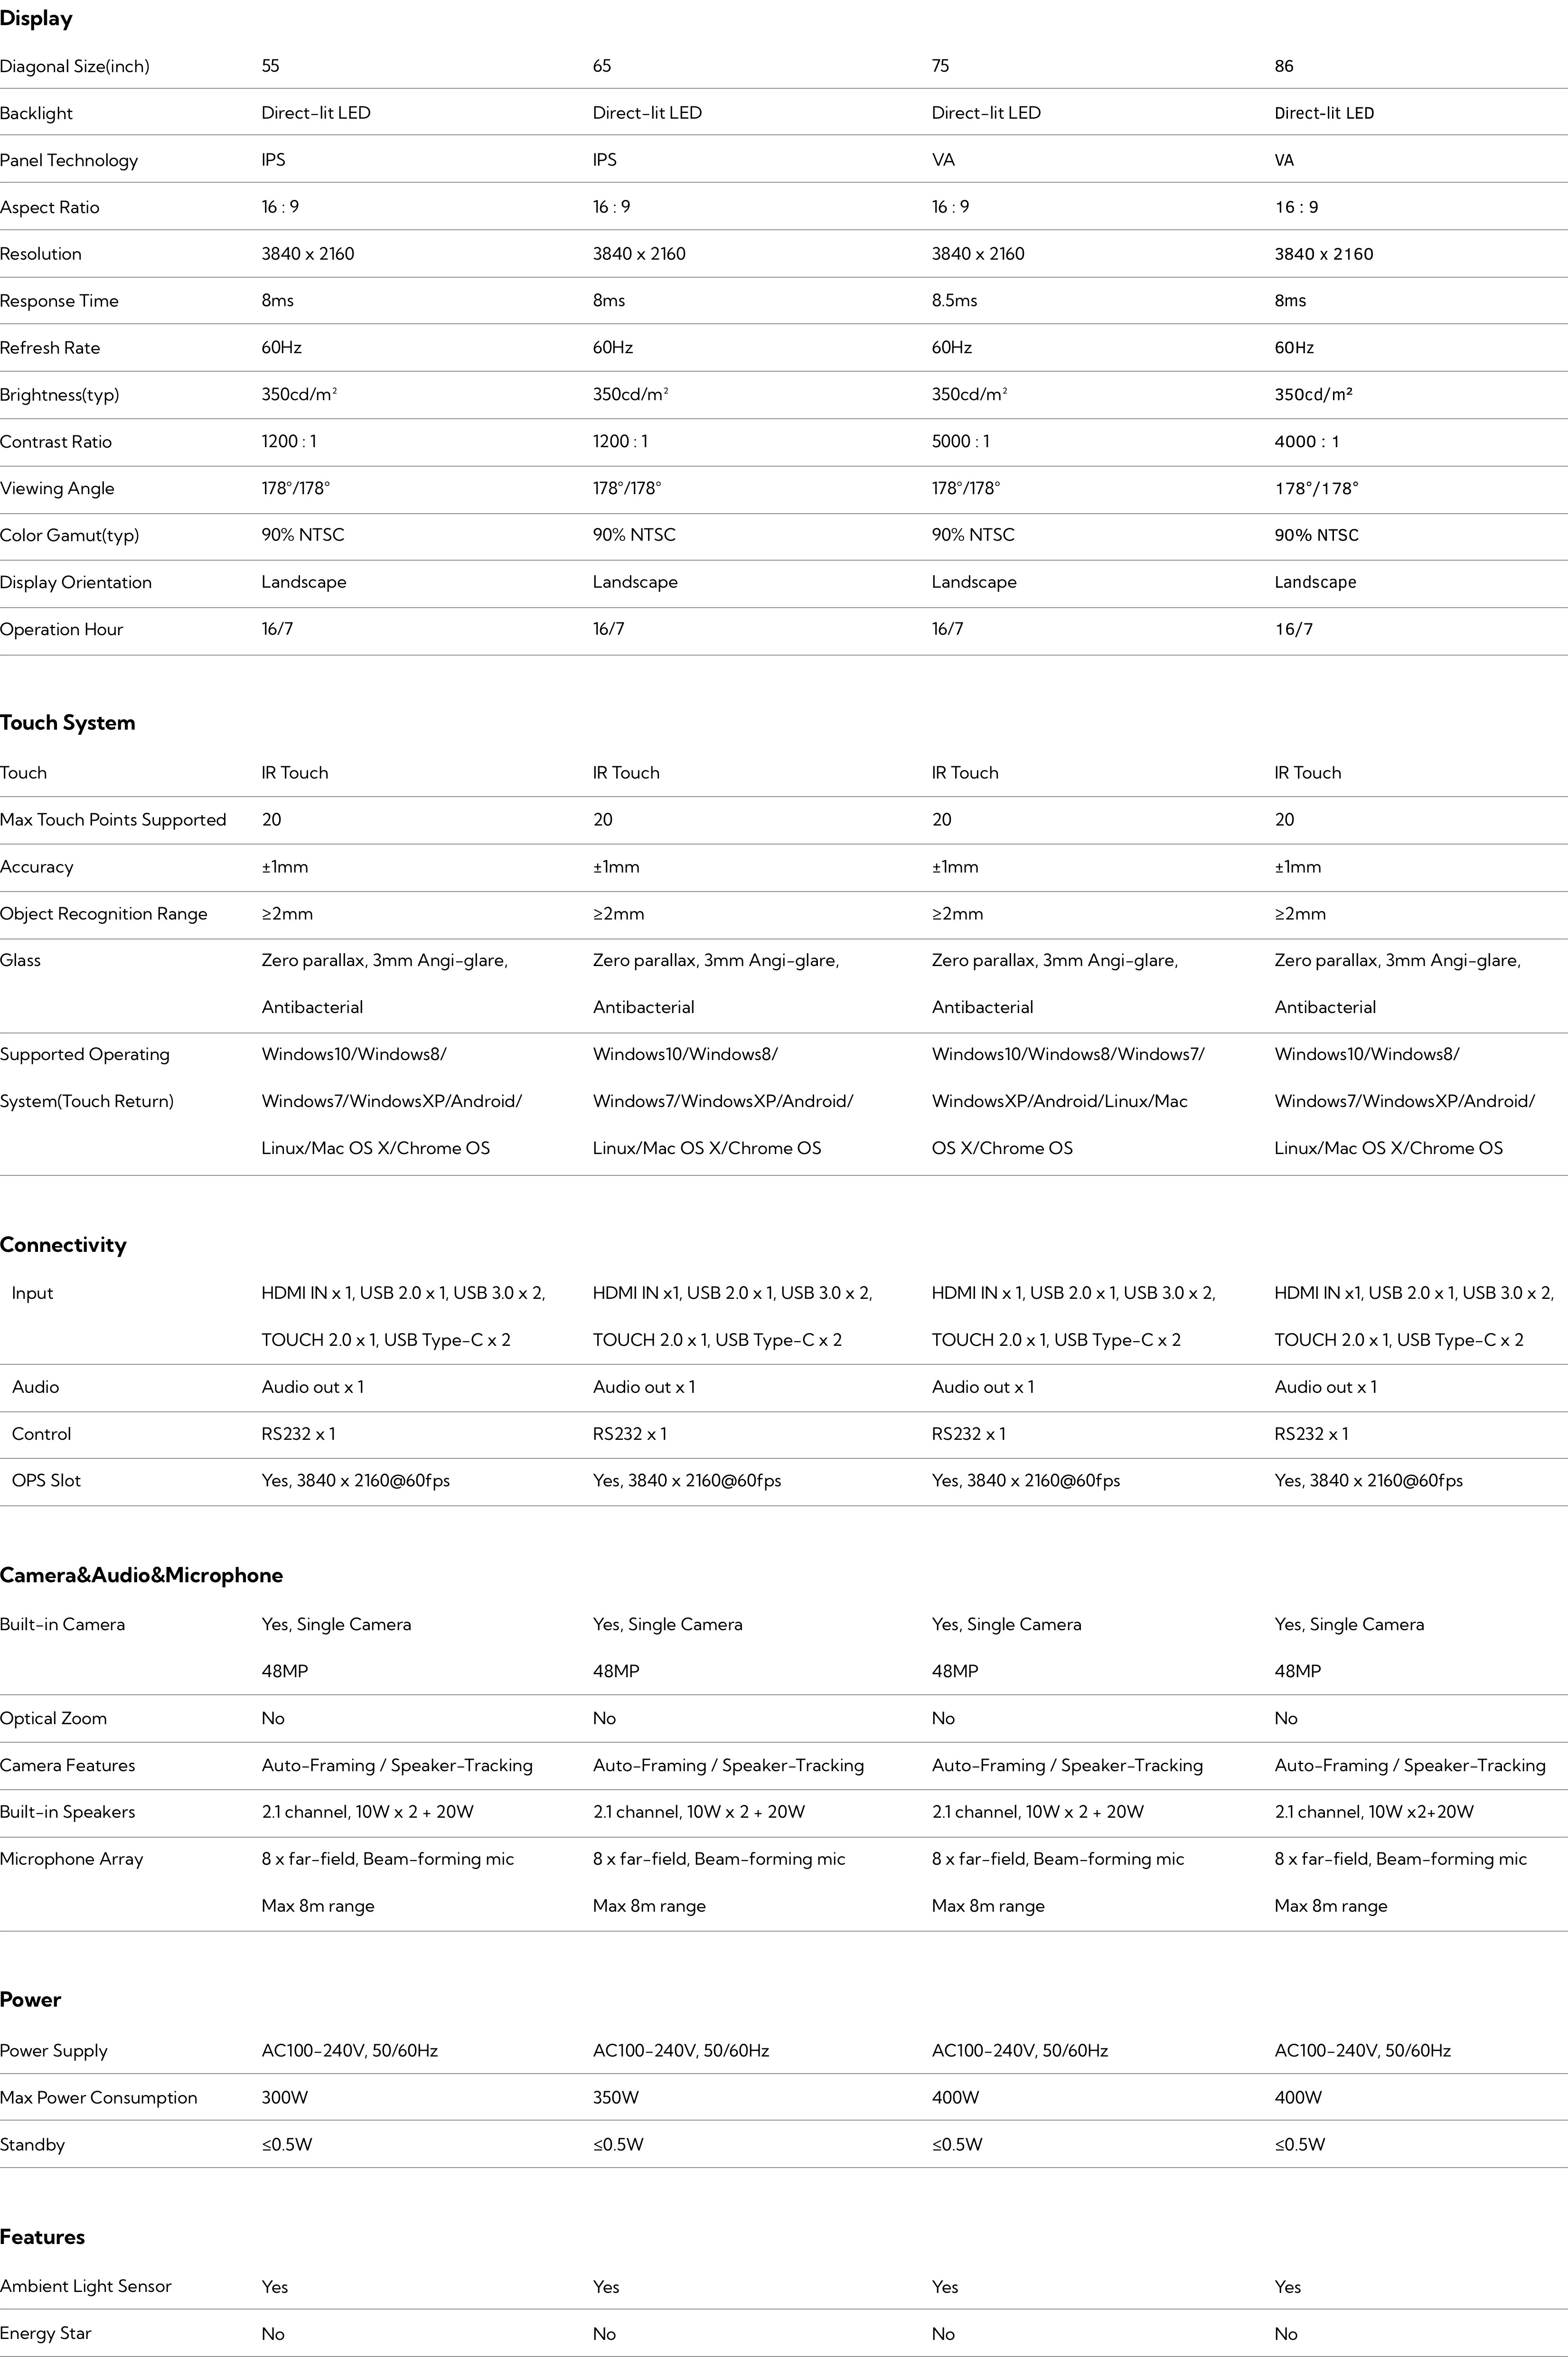 Display
Diagonal Size(inch) 55 65 75 86
Backlight Direct-lit LED Direct-lit LED Direct-lit LED Direct-lit LED
Panel Technology IPS IPS VA VA
Aspect Ratio 16 : 9 16 : 9 16 : 9 16 : 9
Resolution 3840 x 2160 3840 x 2160 3840 x 2160 3840 x 2160
Response Time 8ms 8ms 8.5ms 8ms
Refresh Rate 60Hz 60Hz 60Hz 60Hz
Brightness(typ) 350cd/m² 350cd/m² 350cd/m² 350cd/m²
Contrast Ratio 1200 : 1 1200 : 1 5000 : 1 4000 : 1
Viewing Angle 178°/178° 178°/178° 178°/178° 178°/178°
Color Gamut(typ) 90% NTSC 90% NTSC 90% NTSC 90% NTSC
Display Orientation Landscape Landscape Landscape Landscape
Operation Hour 16/7 16/7 16/7 16/7
Touch System
Touch IR Touch IR Touch IR Touch IR Touch
Max Touch Points Supported 20 20 20 20
Accuracy ±1mm ±1mm ±1mm ±1mm
Object Recognition Range ≥2mm ≥2mm ≥2mm ≥2mm
Glass Zero parallax, 3mm Angi-glare, Zero parallax, 3mm Angi-glare, Zero parallax, 3mm Angi-glare, Zero parallax, 3mm Angi-glare,
Antibacterial Antibacterial Antibacterial Antibacterial
Supported Operating Windows10/Windows8/ Windows10/Windows8/ Windows10/Windows8/Windows7/ Windows10/Windows8/
System(Touch Return) Windows7/WindowsXP/Android/ Windows7/WindowsXP/Android/ WindowsXP/Android/Linux/Mac Windows7/WindowsXP/Android/
Linux/Mac OS X/Chrome OS Linux/Mac OS X/Chrome OS OS X/Chrome OS Linux/Mac OS X/Chrome OS
Connectivity
Input HDMI IN x 1, USB 2.0 x 1, USB 3.0 x 2, HDMI IN x1, USB 2.0 x 1, USB 3.0 x 2, HDMI IN x 1, USB 2.0 x 1, USB 3.0 x 2, HDMI IN x1, USB 2.0 x 1, USB 3.0 x 2,
TOUCH 2.0 x 1, USB Type-C x 2 TOUCH 2.0 x 1, USB Type-C x 2 TOUCH 2.0 x 1, USB Type-C x 2 TOUCH 2.0 x 1, USB Type-C x 2
Audio Audio out x 1 Audio out x 1 Audio out x 1 Audio out x 1
Control RS232 x 1 RS232 x 1 RS232 x 1 RS232 x 1
OPS Slot Yes, 3840 x 2160@60fps Yes, 3840 x 2160@60fps Yes, 3840 x 2160@60fps Yes, 3840 x 2160@60fps
Camera&Audio&Microphone
Built-in Camera Yes, Single Camera Yes, Single Camera Yes, Single Camera Yes, Single Camera
48MP 48MP 48MP 48MP
Optical Zoom No No No No
Camera Features Auto-Framing / Speaker-Tracking Auto-Framing / Speaker-Tracking Auto-Framing / Speaker-Tracking Auto-Framing / Speaker-Tracking
Built-in Speakers 2.1 channel, 10W x 2 + 20W 2.1 channel, 10W x 2 + 20W 2.1 channel, 10W x 2 + 20W 2.1 channel, 10W x2+20W
Microphone Array 8 x far-field, Beam-forming mic 8 x far-field, Beam-forming mic 8 x far-field, Beam-forming mic 8 x far-field, Beam-forming mic
Max 8m range Max 8m range Max 8m range Max 8m range
Power
Power Supply AC100-240V, 50/60Hz AC100-240V, 50/60Hz AC100-240V, 50/60Hz AC100-240V, 50/60Hz
Max Power Consumption 300W 350W 400W 400W
Standby ≤0.5W ≤0.5W ≤0.5W ≤0.5W
Features
Ambient Light Sensor Yes Yes Yes Yes
Energy Star No No No No